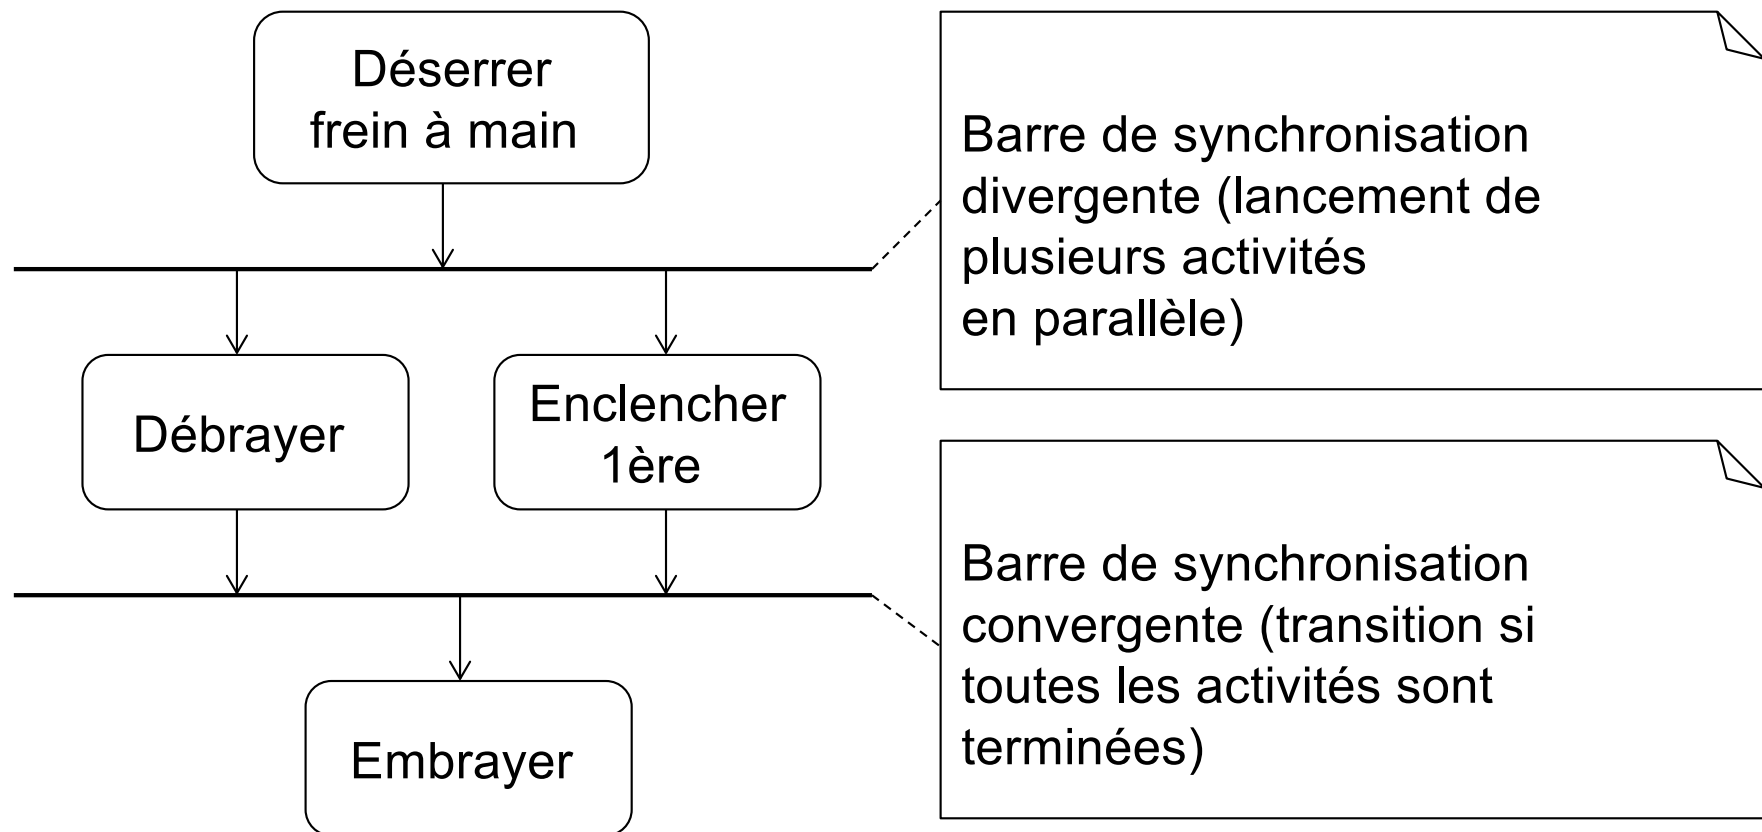 Déserrer
frein à main
Barre de synchronisation
divergente (lancement de
plusieurs activités
en parallèle)
Débrayer
Enclencher
1ère
Barre de synchronisation
convergente (transition si
toutes les activités sont
terminées)
Embrayer